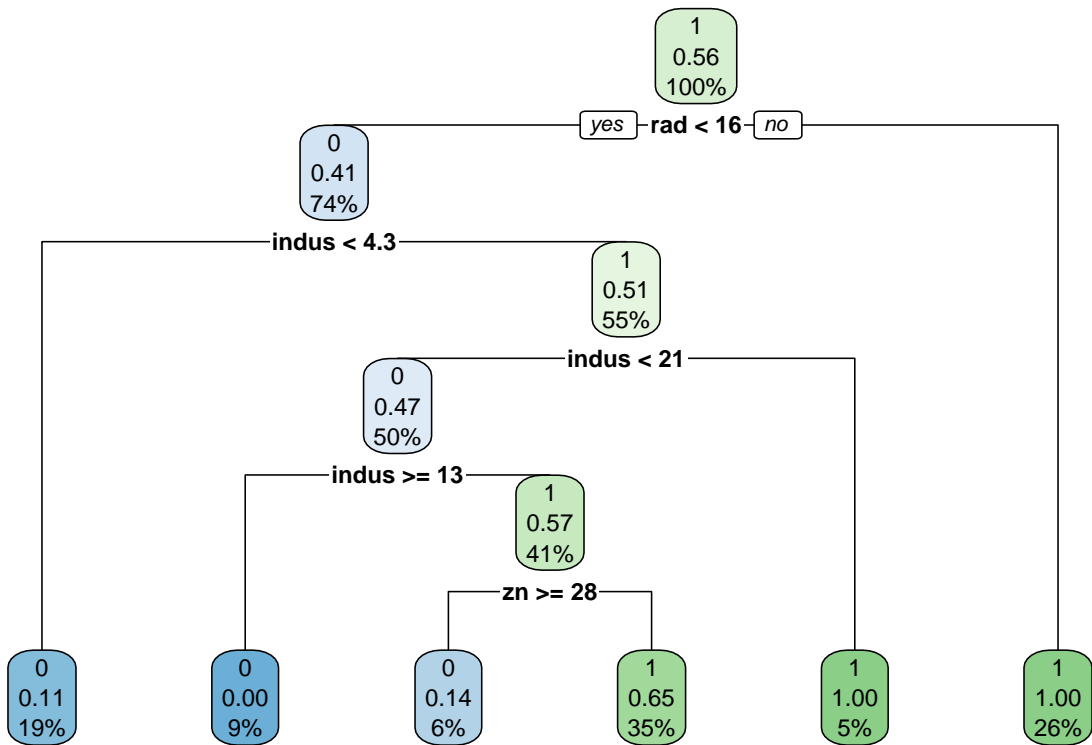 1
0.56
100%
yes rad < 16 no
0
0.41
74%
indus < 4.3
1
0.51
55%
indus < 21
0
0.47
50%
indus >= 13
1
0.57
41%
zn >= 28
0 0 0 1 1 1
0.11 0.00 0.14 0.65 1.00 1.00
19% 9% 6% 35% 5% 26%